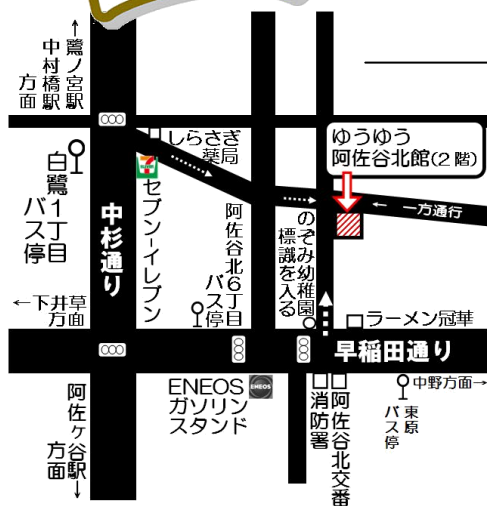 ↑鷺ノ宮駅
中村橋駅
方面
しらさぎ
薬局
ゆうゆう
阿佐谷北館(2階)
白鷺1丁目
バス停
セブン-イレブン
中杉通り
阿佐谷北6丁目
バス停
のぞみ幼稚園
標識を入る
← 一方通行
←下井草
方面
ラーメン冠華
早稲田通り
ENEOS
ガソリン
スタンド
ENEOS
消防署
阿佐谷北交番
東原
バス停
中野方面→
阿佐ヶ谷駅
方面↓